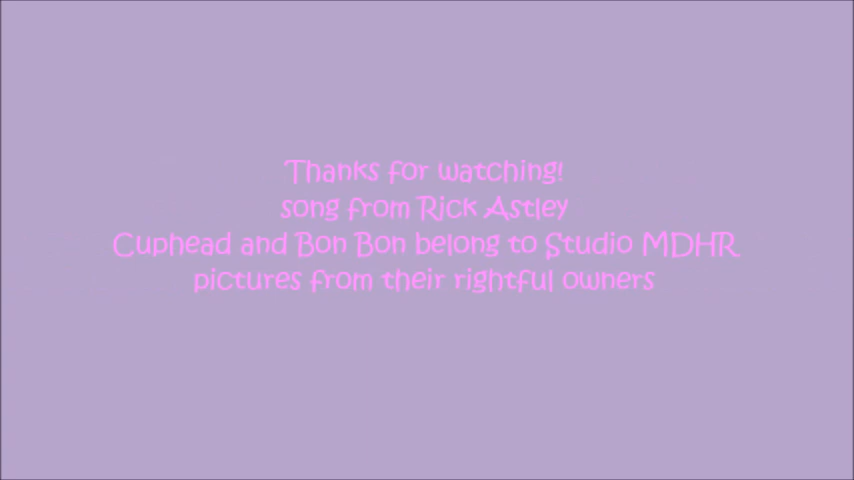 Thanks for watching!
song from Rick Astley
Cuphead and Bon Bon belong to Studio MDHR
pictures from their rightful owners